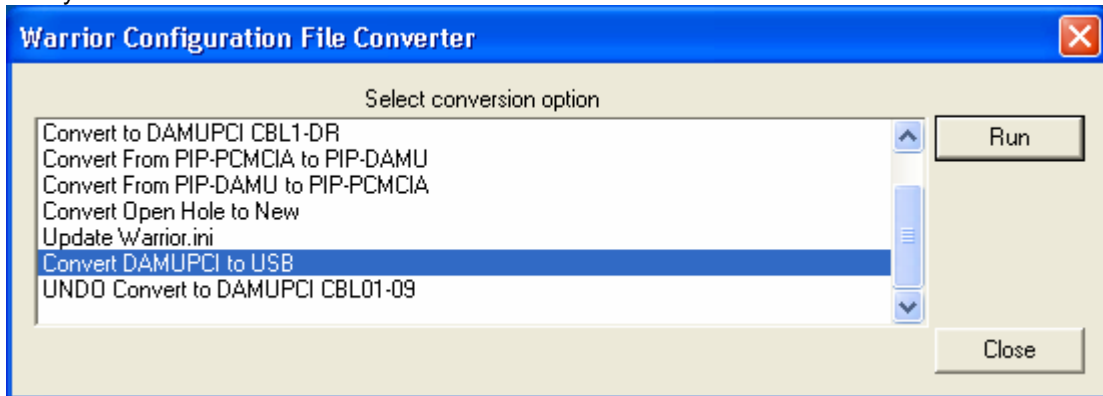 Warrior Configuration File Converter
Select conversion option
Convert to DAMUPCI CBL1-DR
Convert From PIP-PCMCIA to PIP-DAMU
Convert From PIP-DAMU to PIP-PCMCIA
Convert Open Hole to New
Update Warrior.ini
Convert DAMUPCI to USB
UNDO Convert to DAMUPCI CBL01-09
Run
Close